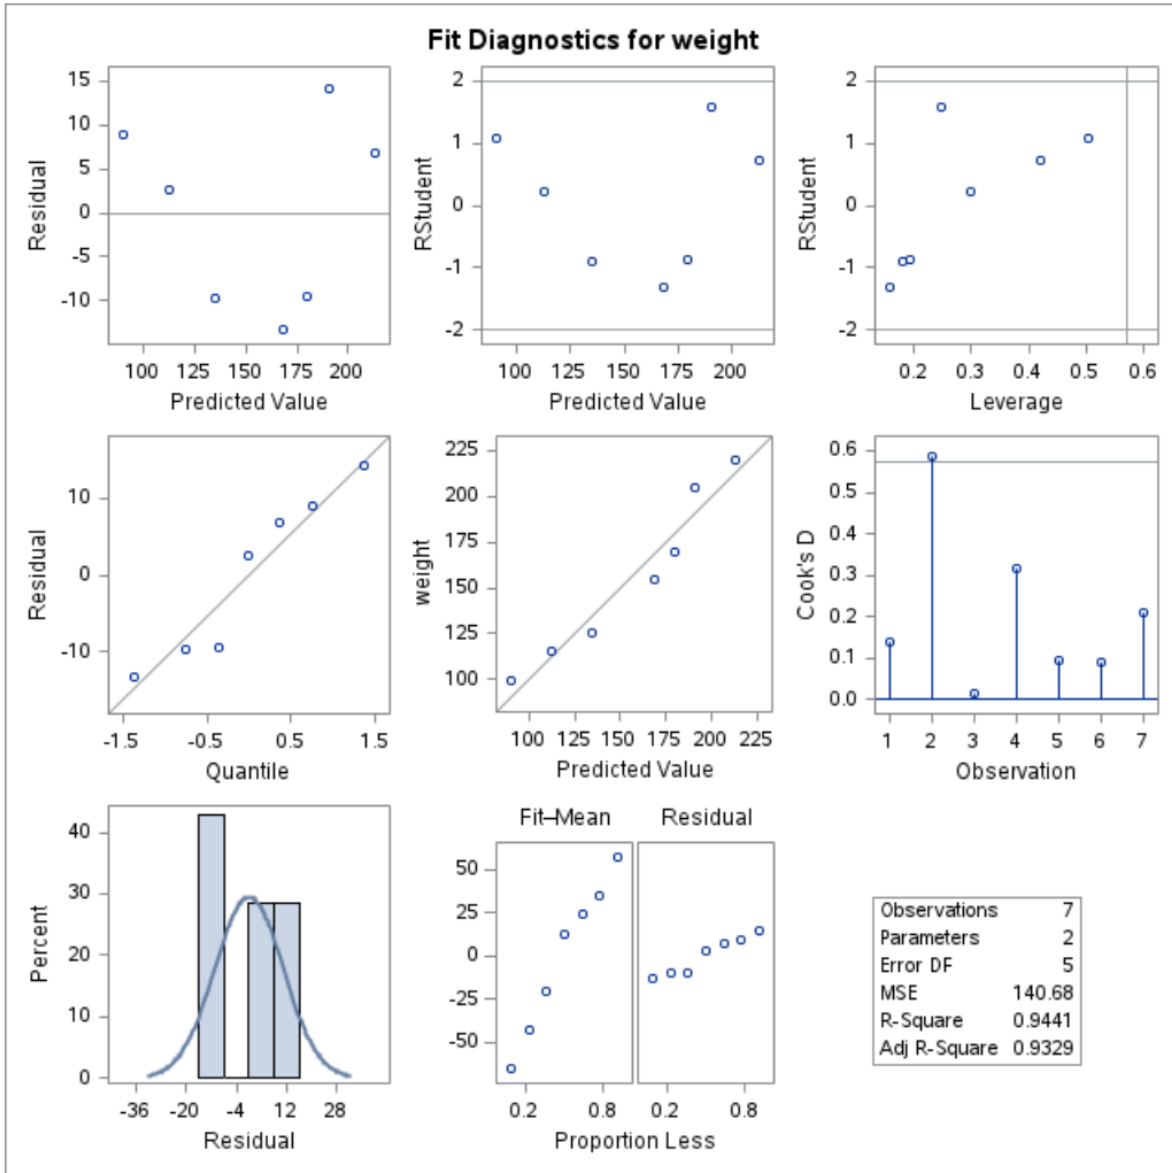 Fit Diagnostics for weight
15
10
5
0
-5
-10
Residual
100 125 150 175 200
Predicted Value
2
1
0
-1
-2
RStudent
100 125 150 175 200
Predicted Value
2
1
0
-1
-2
RStudent
0.2 0.3 0.4 0.5 0.6
Leverage
10
0
-10
Residual
-1.5 -0.5 0.5 1.5
Quantile
225
200
175
150
125
100
weight
100 125 150 175 200 225
Predicted Value
0.6
0.5
0.4
0.3
0.2
0.1
0.0
Cook's D
1 2 3 4 5 6 7
Observation
40
30
20
10
0
Percent
-36 -20 -4 12 28
Residual
Fit–Mean Residual
50
25
0
-25
-50
0.2 0.8 0.2 0.8
Proportion Less
Observations 7
Parameters 2
Error DF 5
MSE 140.68
R-Square 0.9441
Adj R-Square 0.9329